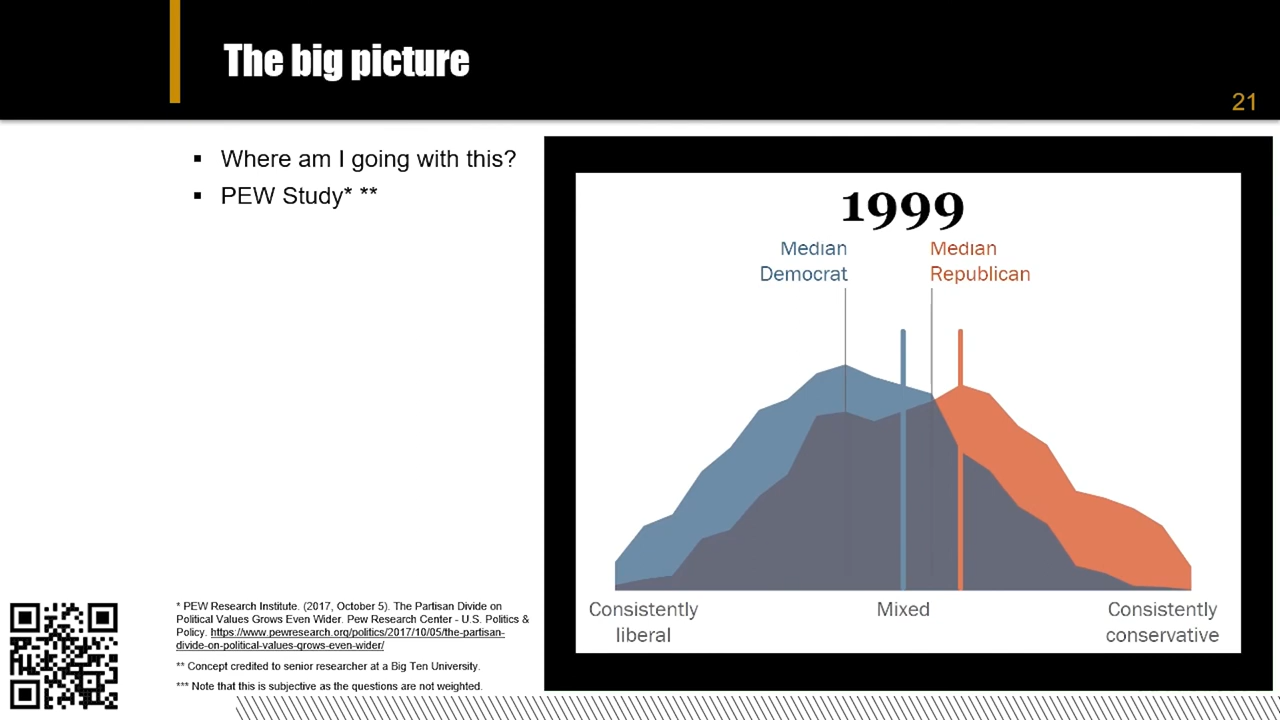 The big picture
21
▪ Where am I going with this?
▪ PEW Study* **
1999
Median
Democrat
Median
Republican
Consistently
liberal
Mixed
Consistently
conservative
* PEW Research Institute. (2017, October 5). The Partisan Divide on
Political Values Grows Even Wider. Pew Research Center - U.S. Politics &
Policy. https://www.pewresearch.org/politics/2017/10/05/the-partisan-
divide-on-political-values-grows-even-wider/
** Concept credited to senior researcher at a Big Ten University.
*** Note that this is subjective as the questions are not weighted.